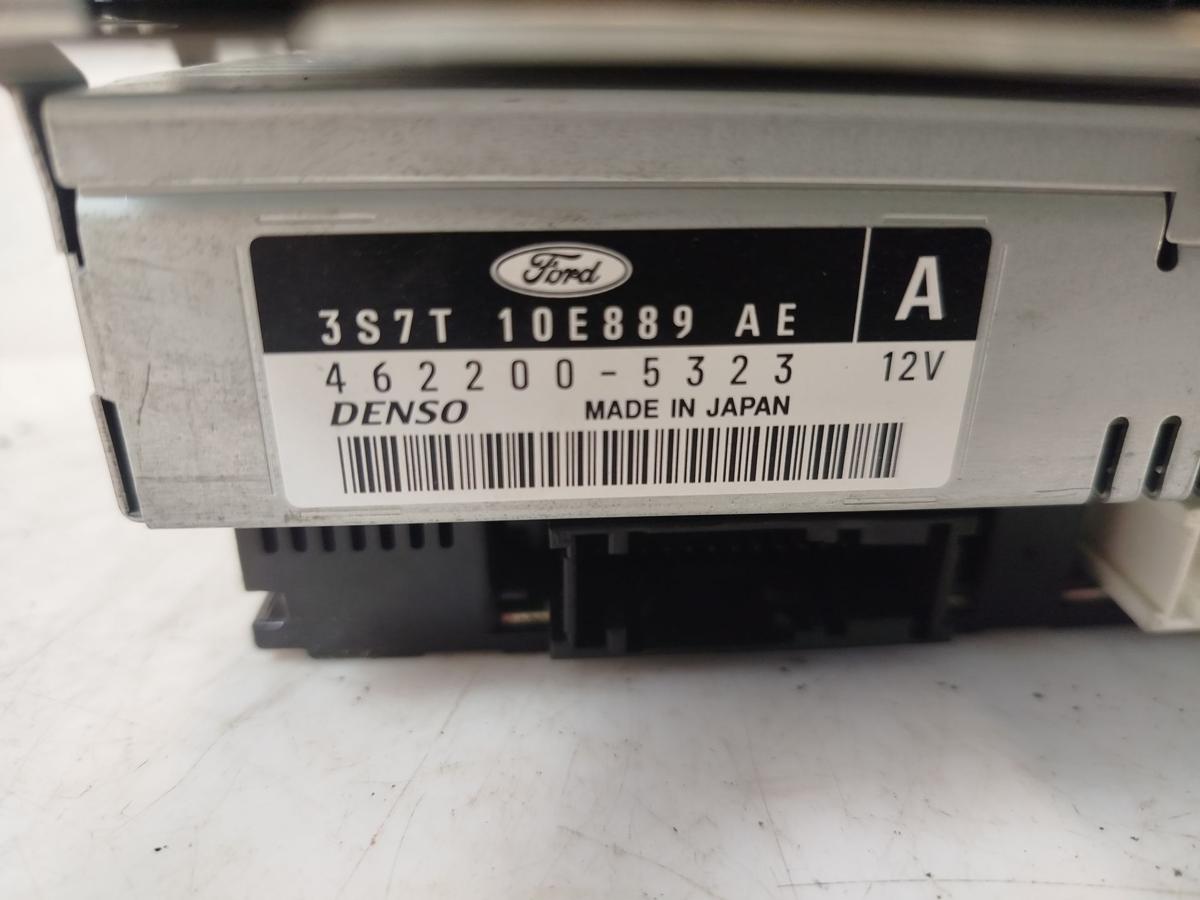 Ford
3S7T 10E889 AE
A
462200-5323
12V
DENSO MADE IN JAPAN